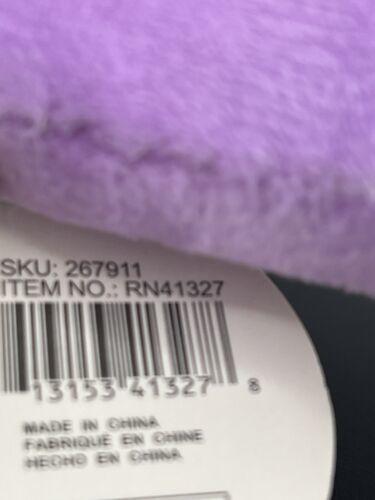 SKU: 267911
ITEM NO.: RN41327
13153 41327 8
MADE IN CHINA
FABRIQUÉ EN CHINE
HECHO EN CHINA